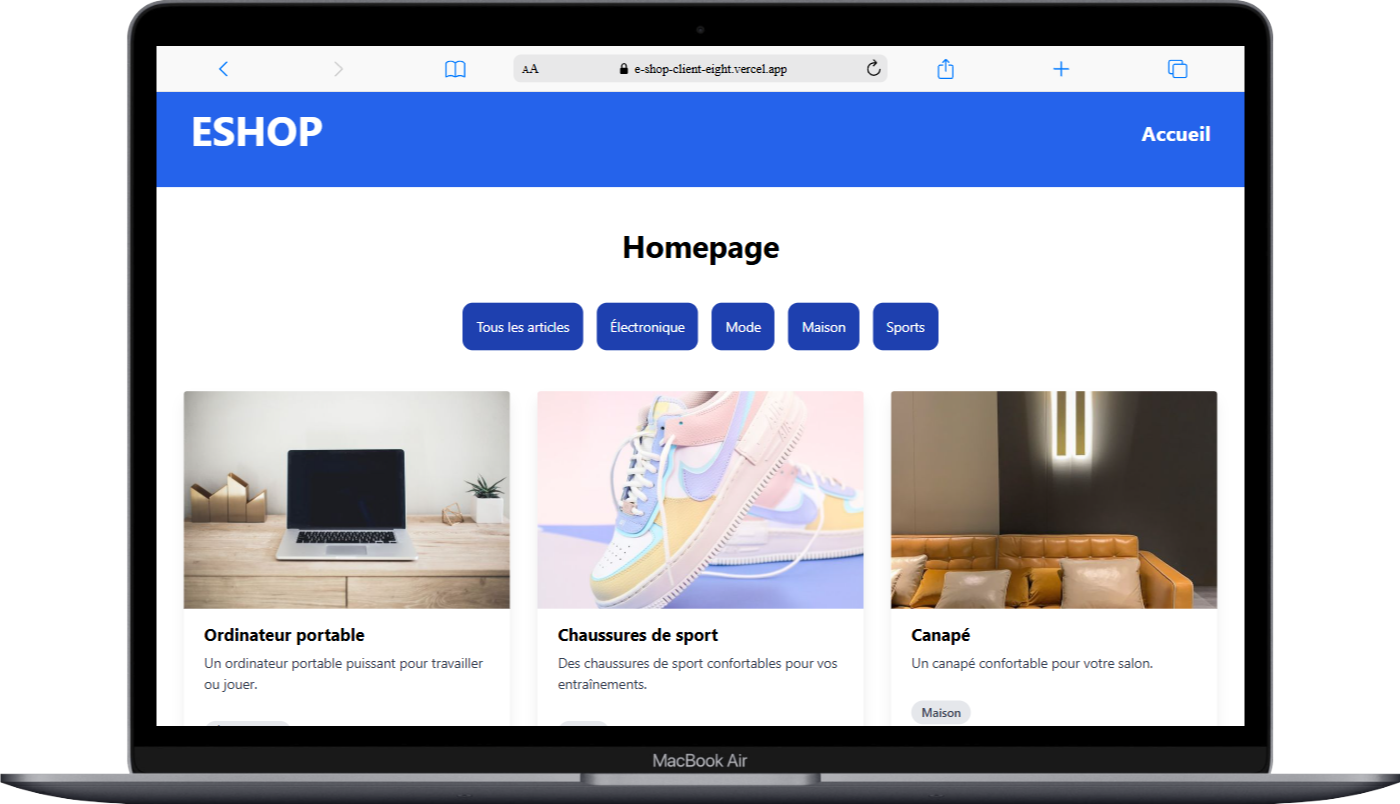 AA e-shop-client-eight.vercel.app
ESHOP
Accueil
Homepage
Tous les articles
Électronique
Mode
Maison
Sports
Ordinateur portable
Un ordinateur portable puissant pour travailler
ou jouer.
Chaussures de sport
Des chaussures de sport confortables pour vos
entraînements.
Canapé
Un canapé confortable pour votre salon.
Maison
MacBook Air